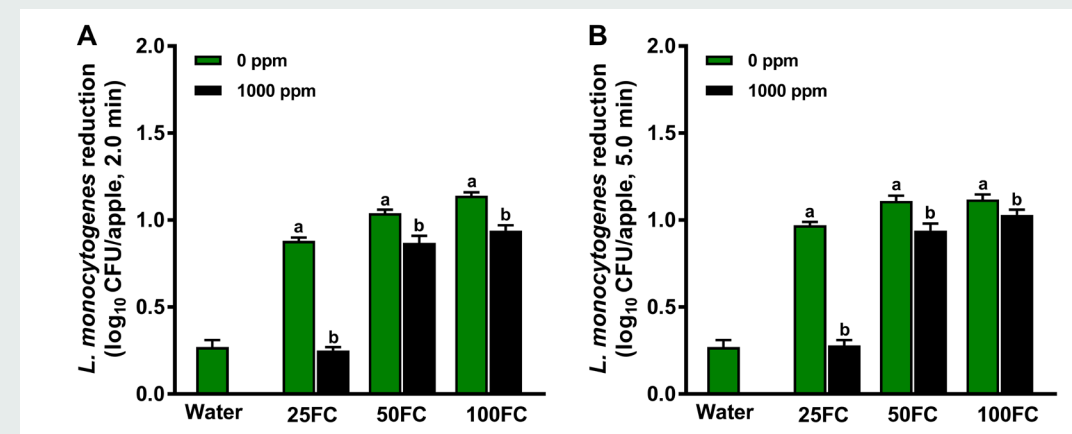 A
L. monocytogenes reduction
(log₁₀ CFU/apple, 2.0 min)
2.0
1.5
1.0
0.5
0.0
0 ppm
1000 ppm
a
b
a
b
a
b
Water
25FC
50FC
100FC
B
L. monocytogenes reduction
(log₁₀ CFU/apple, 5.0 min)
2.0
1.5
1.0
0.5
0.0
0 ppm
1000 ppm
a
b
a
b
a
b
Water
25FC
50FC
100FC